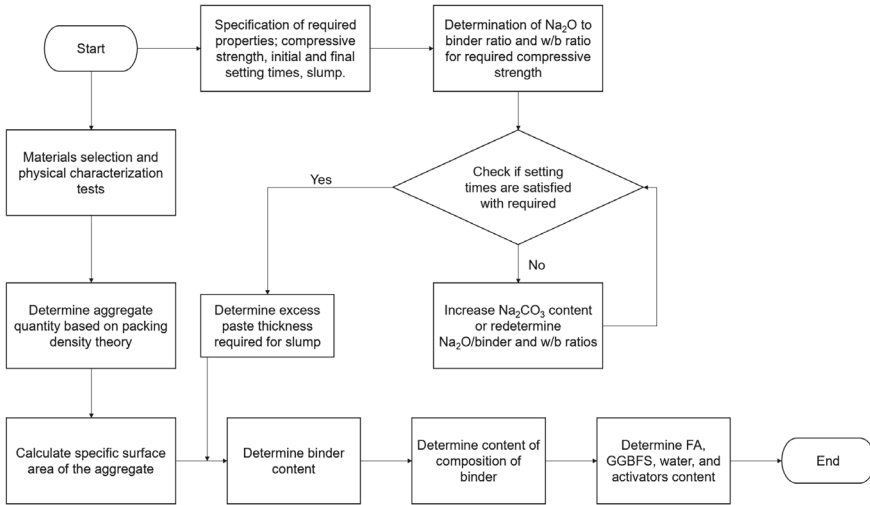 Start
Specification of required
properties; compressive
strength, initial and final
setting times, slump.
Determination of Na₂O to
binder ratio and w/b ratio
for required compressive
strength
Materials selection and
physical characterization
tests
Check if setting
times are satisfied
with required
Yes
No
Determine aggregate
quantity based on packing
density theory
Determine excess
paste thickness
required for slump
Increase Na₂CO₃ content
or redetermine
Na₂O/binder and w/b ratios
Calculate specific surface
area of the aggregate
Determine binder
content
Determine content of
composition of
binder
Determine FA,
GGBFS, water, and
activators content
End